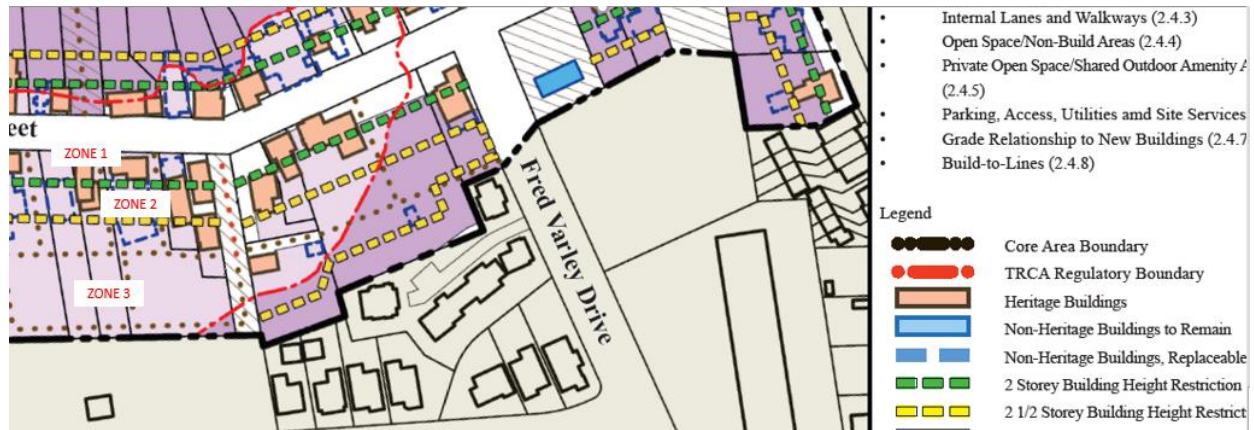 eet
ZONE 1
ZONE 2
ZONE 3
Fred Varley Drive
• Internal Lanes and Walkways (2.4.3)
• Open Space/Non-Build Areas (2.4.4)
• Private Open Space/Shared Outdoor Amenity A
(2.4.5)
• Parking, Access, Utilities amd Site Services
• Grade Relationship to New Buildings (2.4.7
• Build-to-Lines (2.4.8)
Legend
Core Area Boundary
TRCA Regulatory Boundary
Heritage Buildings
Non-Heritage Buildings to Remain
Non-Heritage Buildings, Replaceable
2 Storey Building Height Restriction
2 1/2 Storey Building Height Restrict